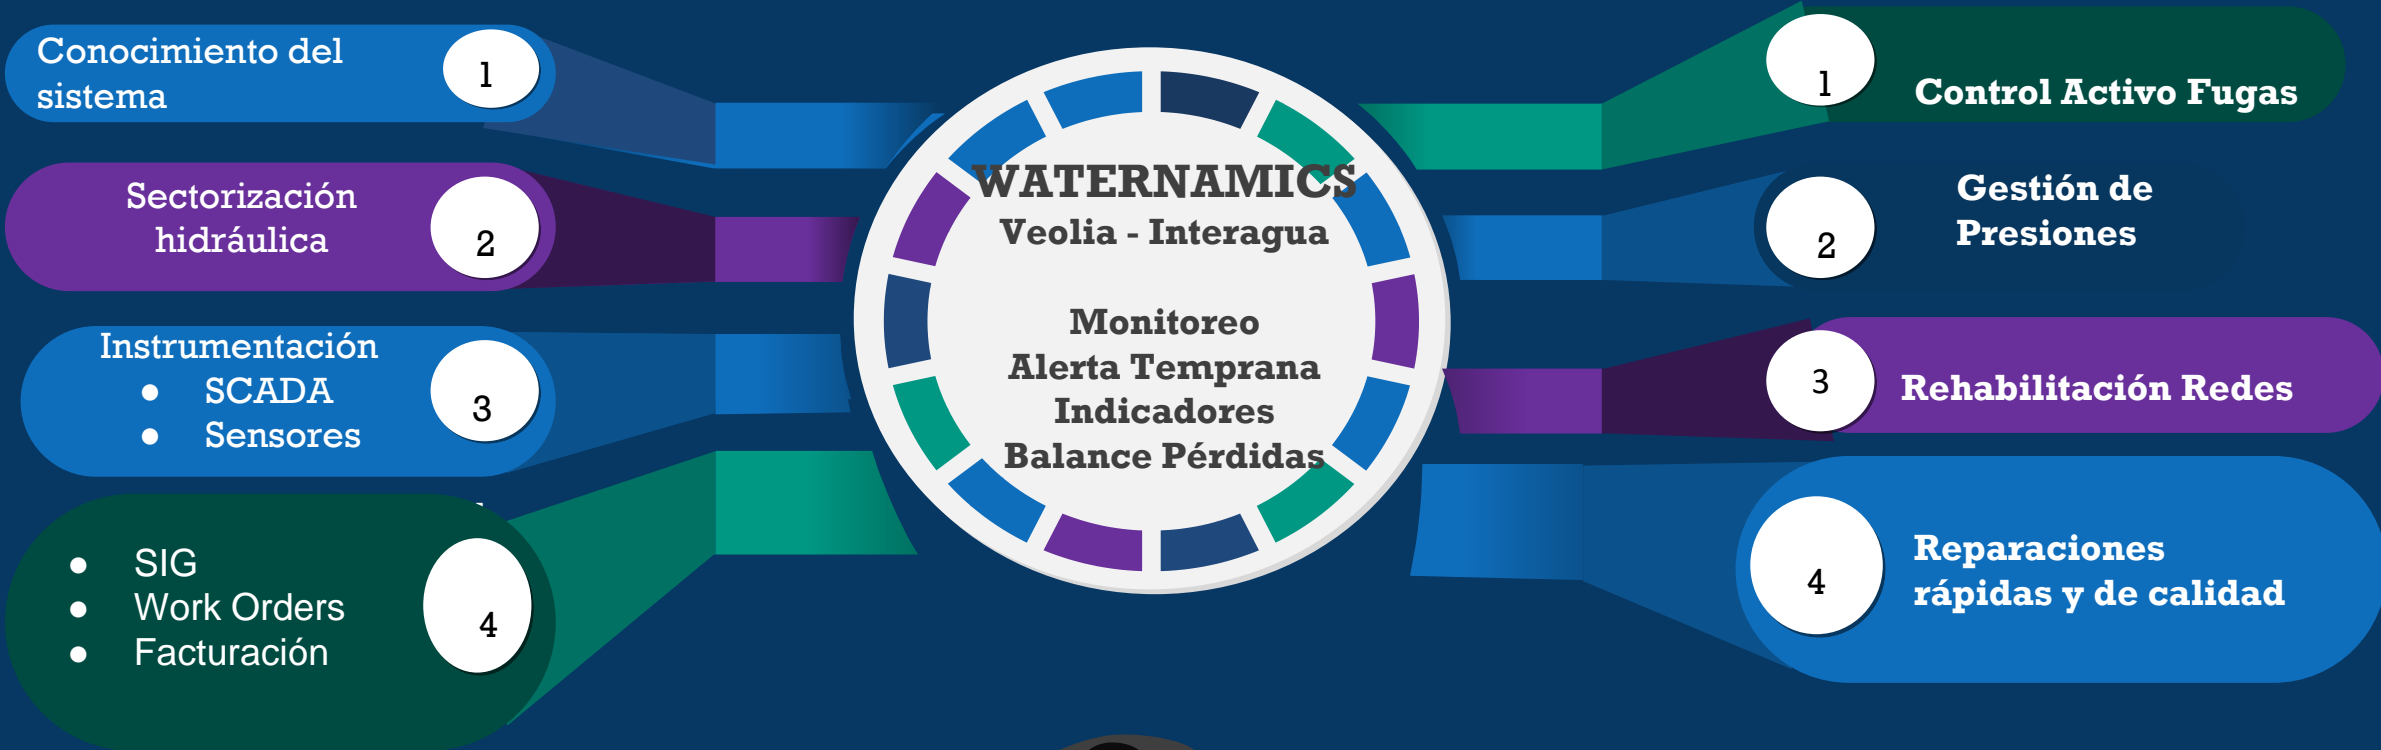 Conocimiento del
sistema
1
Sectorización
hidráulica
2
Instrumentación
● SCADA
● Sensores
3
● SIG
● Work Orders
● Facturación
4
WATERNAMICS
Veolia - Interagua
Monitoreo
Alerta Temprana
Indicadores
Balance Pérdidas
1
Control Activo Fugas
2
Gestión de
Presiones
3
Rehabilitación Redes
4
Reparaciones
rápidas y de calidad